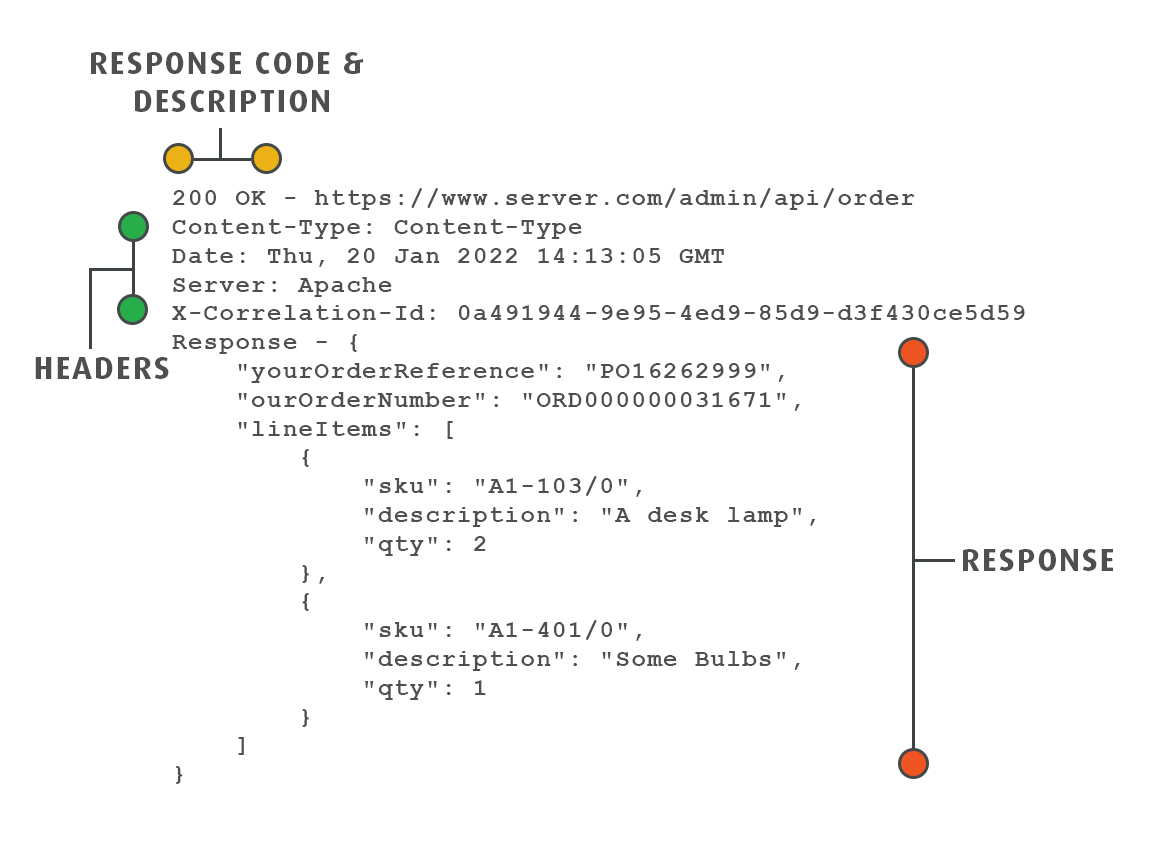 RESPONSE CODE &
DESCRIPTION
200 OK - https://www.server.com/admin/api/order
Content-Type: Content-Type
Date: Thu, 20 Jan 2022 14:13:05 GMT
Server: Apache
X-Correlation-Id: 0a491944-9e95-4ed9-85d9-d3f430ce5d59
HEADERS
Response - {
    "yourOrderReference": "PO16262999",
    "ourOrderNumber": "ORD000000031671",
    "lineItems": [
        {
            "sku": "A1-103/0",
            "description": "A desk lamp",
            "qty": 2
        },
        {
            "sku": "A1-401/0",
            "description": "Some Bulbs",
            "qty": 1
        }
    ]
}
RESPONSE